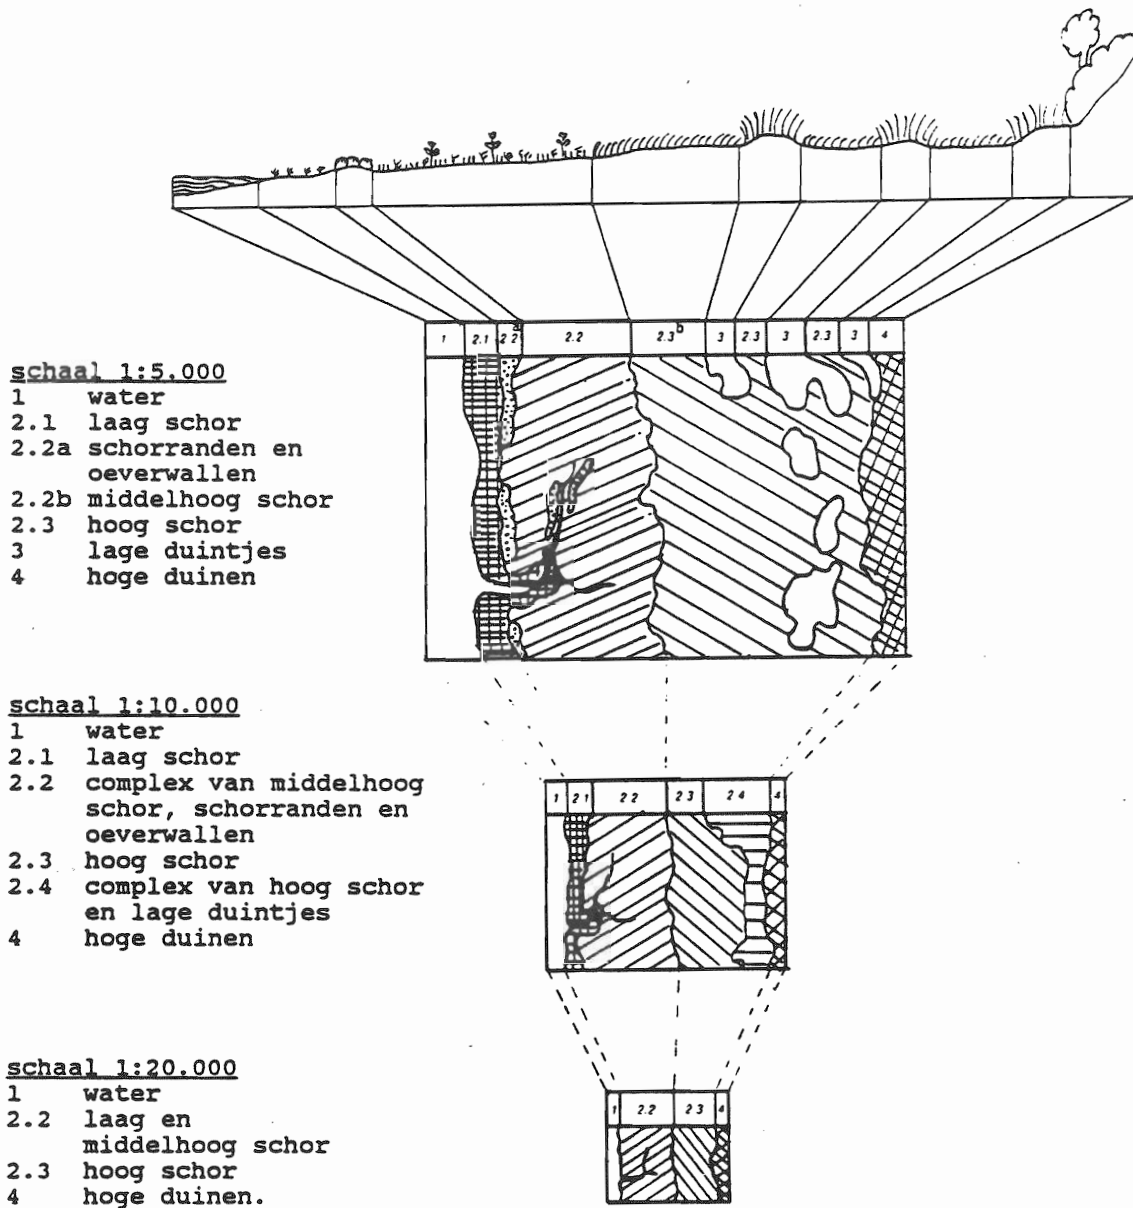 1 2.1 2 2a 2.2 2.3b 3 2.3 3 2.3 3 4
schaal 1:5.000
1 water
2.1 laag schor
2.2a schorranden en
oeverwallen
2.2b middelhoog schor
2.3 hoog schor
3 lage duintjes
4 hoge duinen
schaal 1:10.000
1 water
2.1 laag schor
2.2 complex van middelhoog
schor, schorranden en
oeverwallen
2.3 hoog schor
2.4 complex van hoog schor
en lage duintjes
4 hoge duinen
1 2 1 2 2 2 3 2 4 4
schaal 1:20.000
1 water
2.2 laag en
middelhoog schor
2.3 hoog schor
4 hoge duinen.
1 2.2 2 3 4